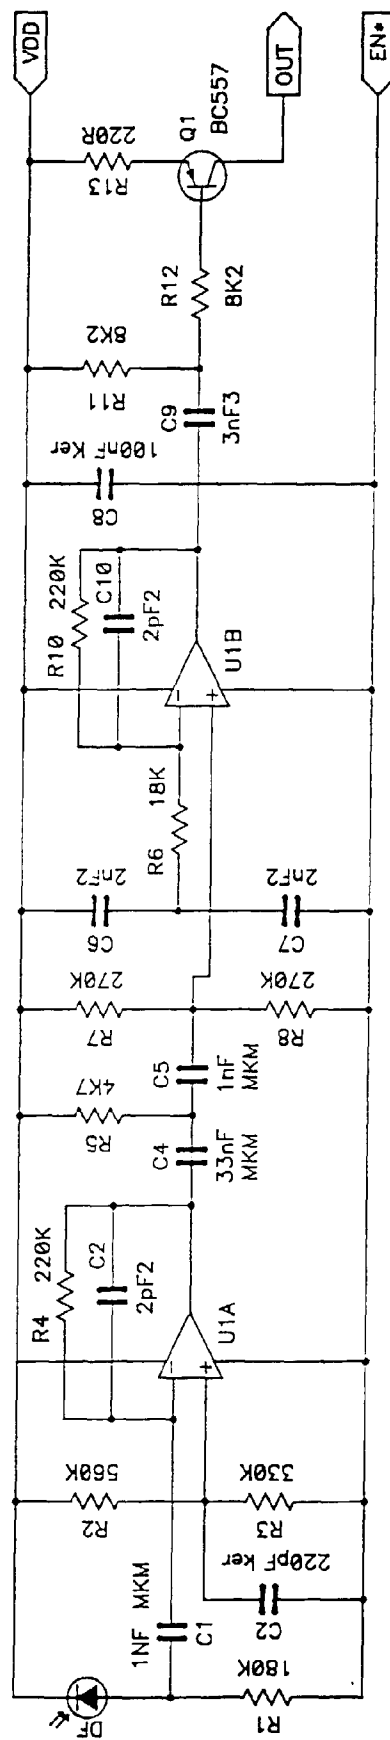 DF
R1
180K
1NF MKM
C1
C2
220pF ker
R2
560K
R3
330K
R4
220K
C2
2pF2
U1A
C4
33nF
MKM
R5
4K7
C5
1nF
MKM
R7
270K
R8
270K
C6
2nF2
C7
2nF2
R6
18K
R10
220K
C10
2pF2
U1B
C8
100nF Ker
C9
3nF3
R11
8K2
R12
8K2
R13
220R
Q1
BC557
VDD
OUT
EN*